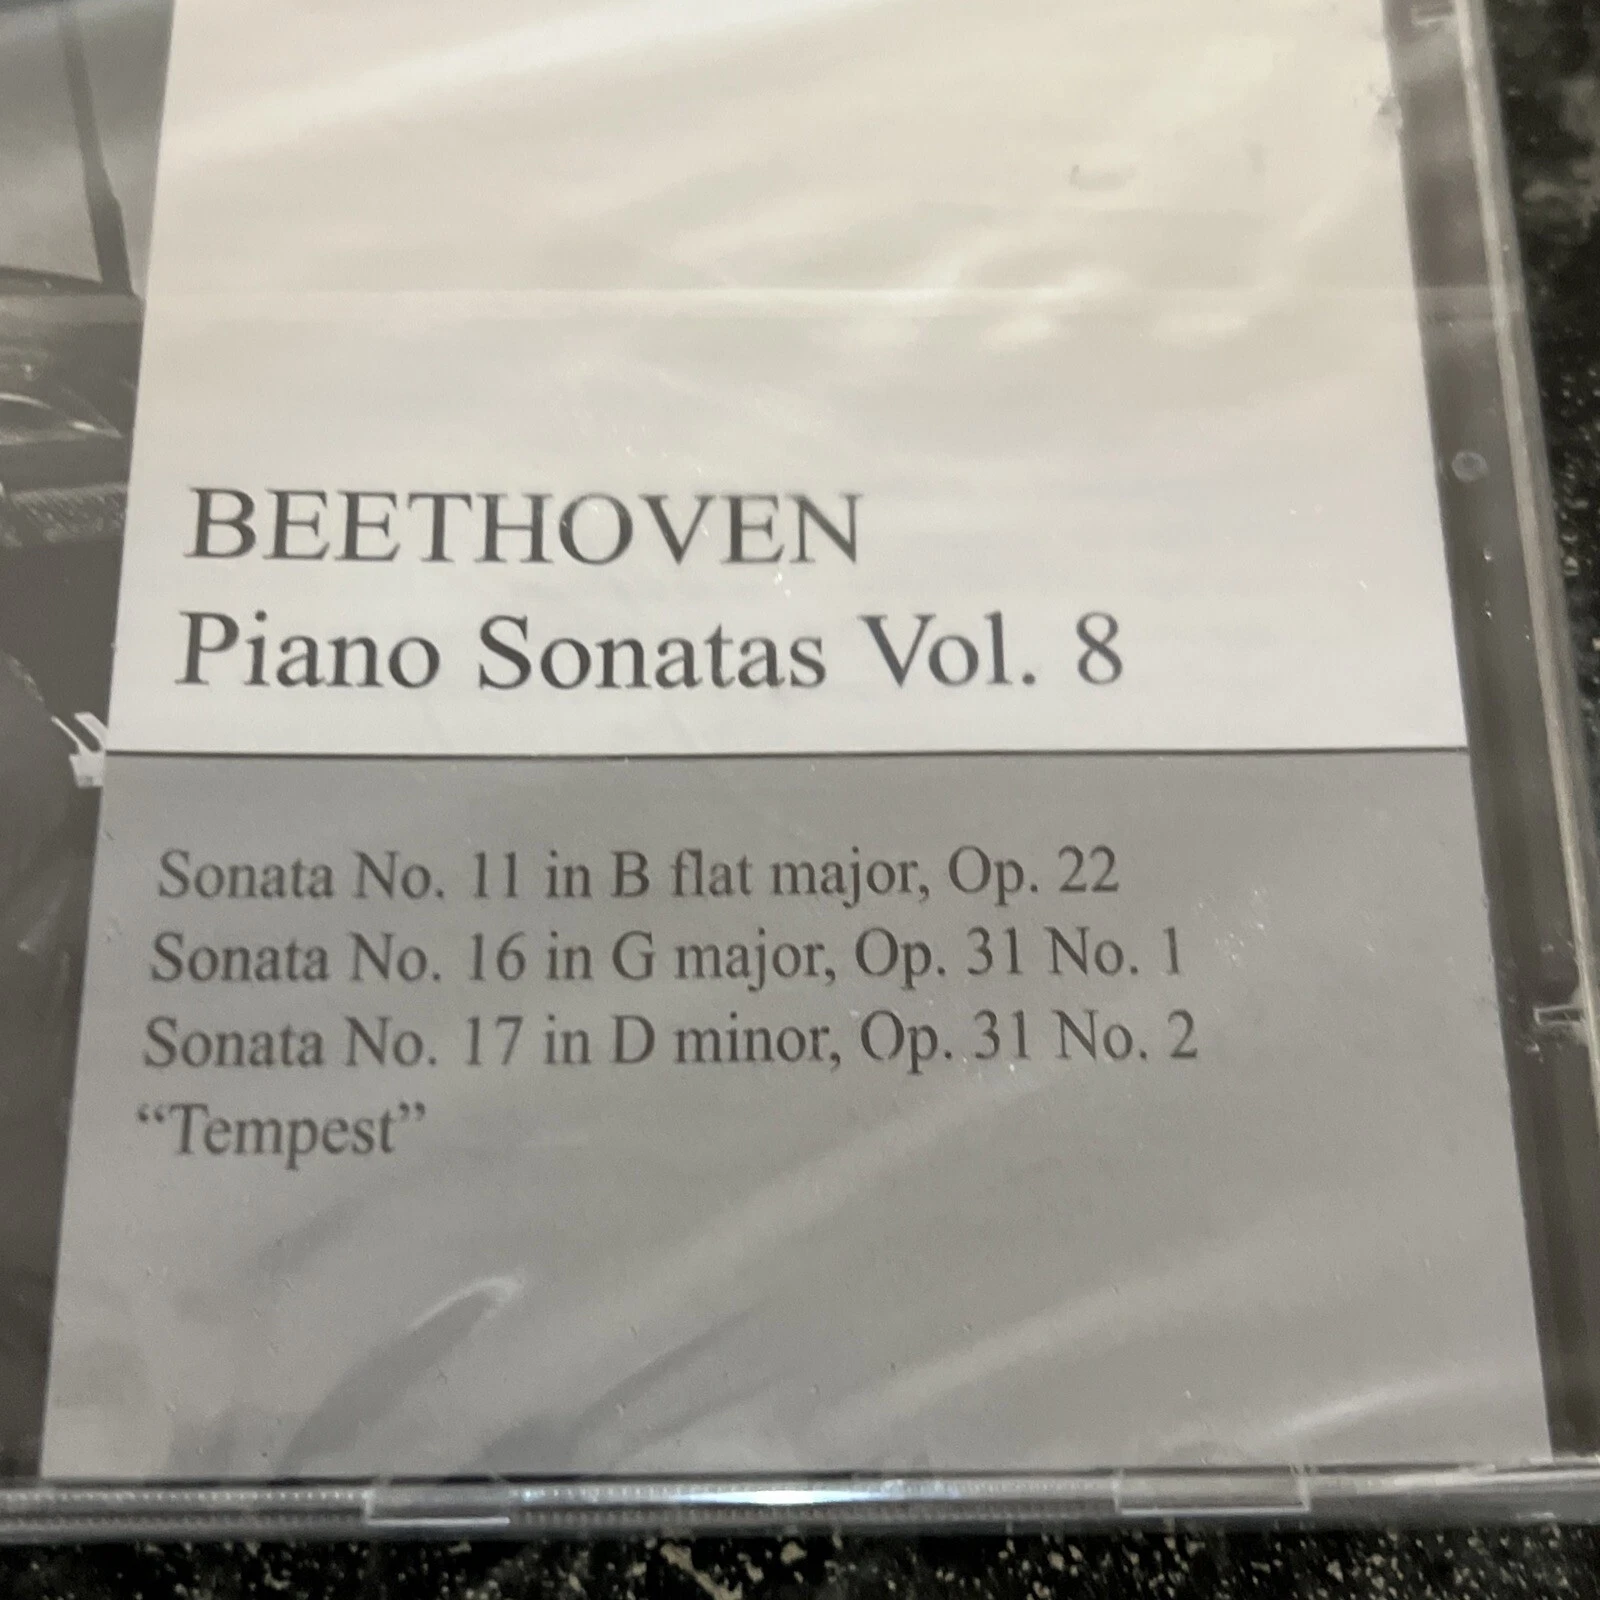 BEETHOVEN
Piano Sonatas Vol. 8
Sonata No. 11 in B flat major, Op. 22
Sonata No. 16 in G major, Op. 31 No. 1
Sonata No. 17 in D minor, Op. 31 No. 2
“Tempest”